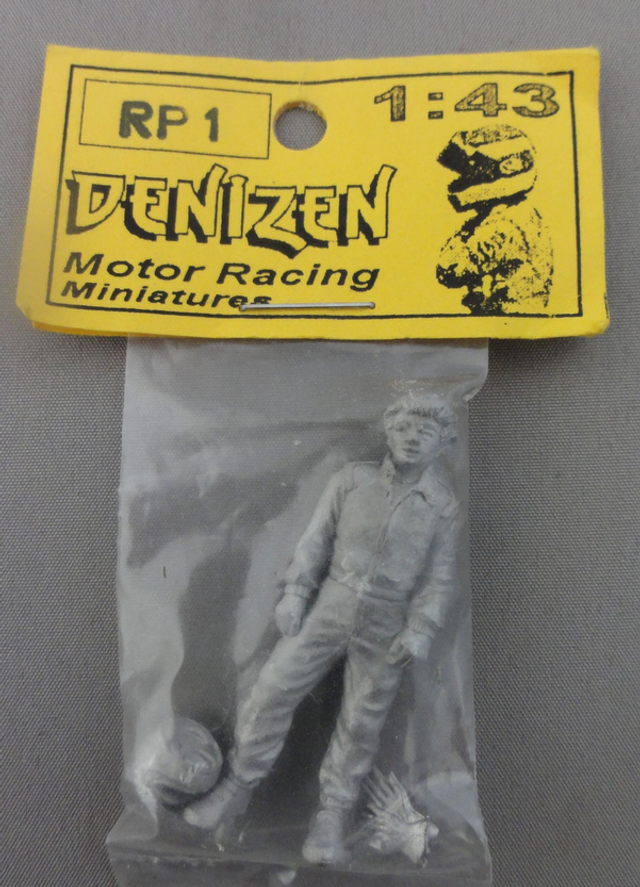 RP 1
1:43
DENIZEN
Motor Racing
Miniatures